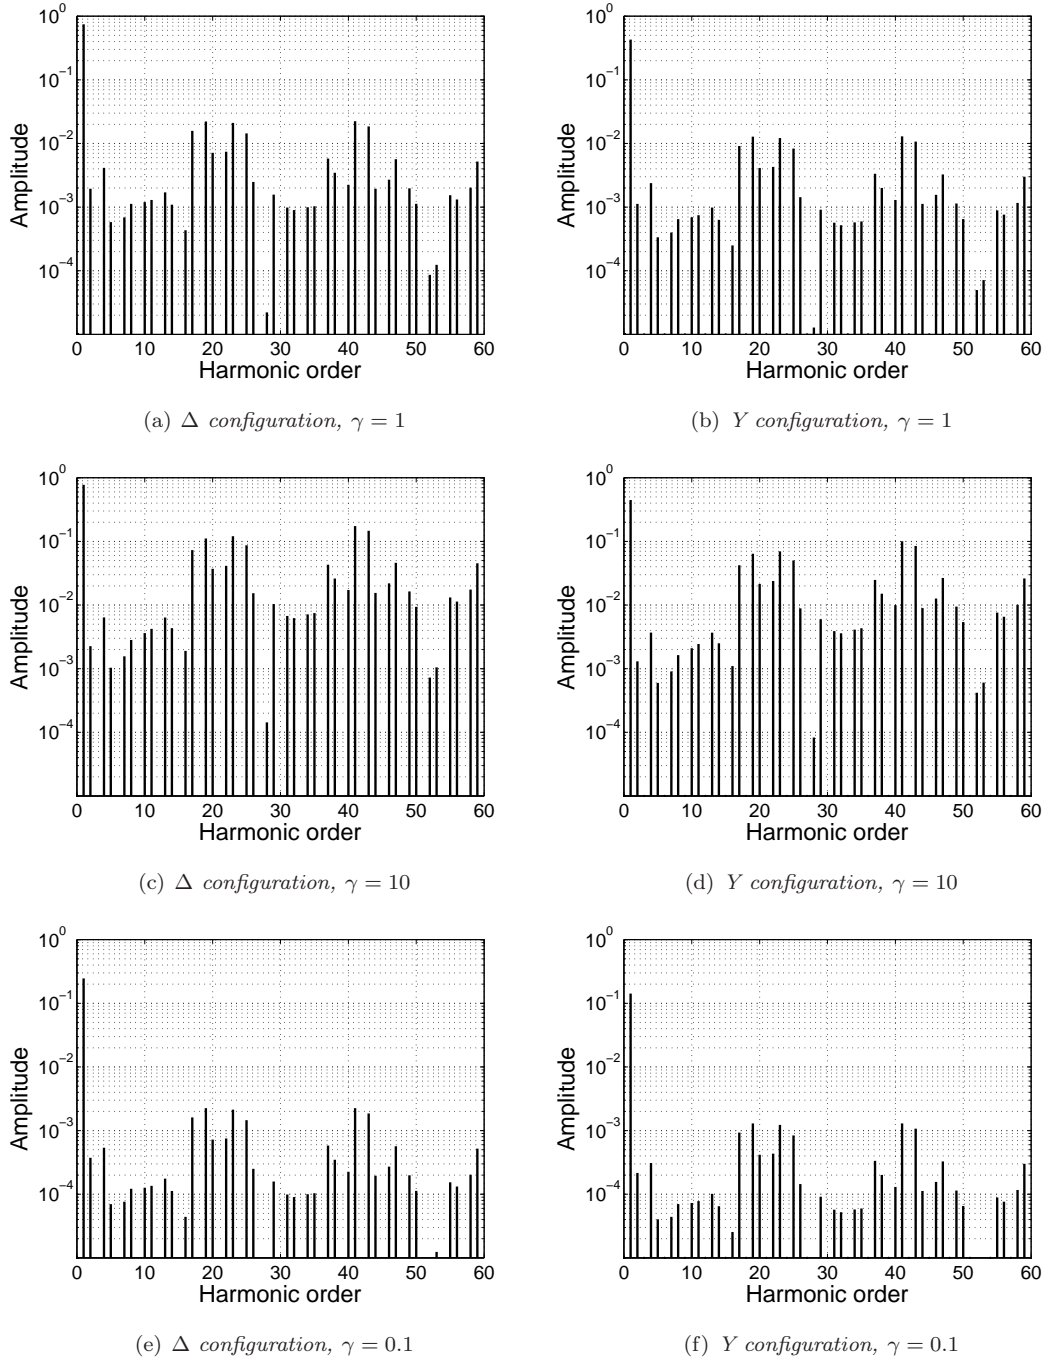 10^0
10^-1
10^-2
10^-3
10^-4
Amplitude
0 10 20 30 40 50 60
Harmonic order
(a) Δ configuration, γ = 1
10^0
10^-1
10^-2
10^-3
10^-4
Amplitude
0 10 20 30 40 50 60
Harmonic order
(b) Y configuration, γ = 1
10^0
10^-1
10^-2
10^-3
10^-4
Amplitude
0 10 20 30 40 50 60
Harmonic order
(c) Δ configuration, γ = 10
10^0
10^-1
10^-2
10^-3
10^-4
Amplitude
0 10 20 30 40 50 60
Harmonic order
(d) Y configuration, γ = 10
10^0
10^-1
10^-2
10^-3
10^-4
Amplitude
0 10 20 30 40 50 60
Harmonic order
(e) Δ configuration, γ = 0.1
10^0
10^-1
10^-2
10^-3
10^-4
Amplitude
0 10 20 30 40 50 60
Harmonic order
(f) Y configuration, γ = 0.1